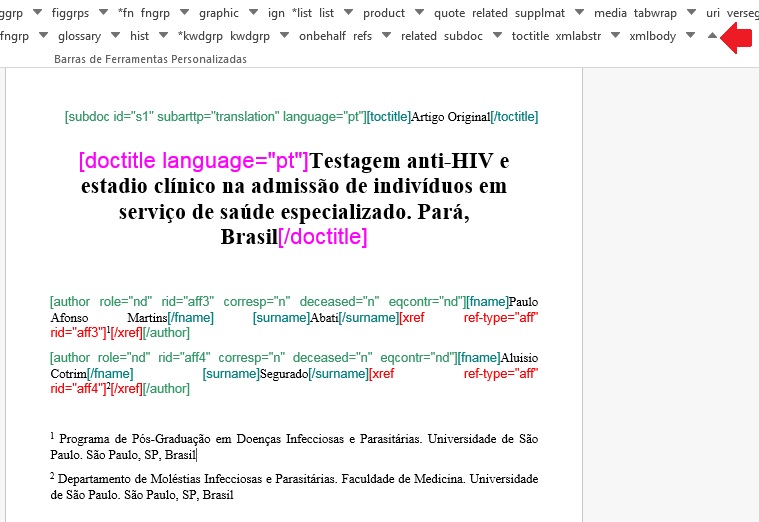 ggrp figgrps *fn fngrp graphic ign *list list product quote related supplmat media tabwrap uri verseg
fngrp glossary hist *kwdgrp kwdgrp onbehalf refs related subdoc toctitle xmlabstr xmlbody
Barras de Ferramentas Personalizadas
[subdoc id="s1" subarttp="translation" language="pt"][toctitle]Artigo Original[/toctitle]
[doctitle language="pt"]Testagem anti-HIV e
estadio clínico na admissão de indivíduos em
serviço de saúde especializado. Pará,
Brasil[/doctitle]
[author role="nd" rid="aff3" corresp="n" deceased="n" eqcontr="nd"][fname]Paulo
Afonso Martins[/fname] [surname]Abati[/surname][xref ref-type="aff"
rid="aff3"]1[/xref][/author]
[author role="nd" rid="aff4" corresp="n" deceased="n" eqcontr="nd"][fname]Aluisio
Cotrim[/fname] [surname]Segurado[/surname][xref ref-type="aff"
rid="aff4"]2[/xref][/author]
1 Programa de Pós-Graduação em Doenças Infecciosas e Parasitárias. Universidade de São
Paulo. São Paulo, SP, Brasil
2 Departamento de Moléstias Infecciosas e Parasitárias. Faculdade de Medicina. Universidade
de São Paulo. São Paulo, SP, Brasil